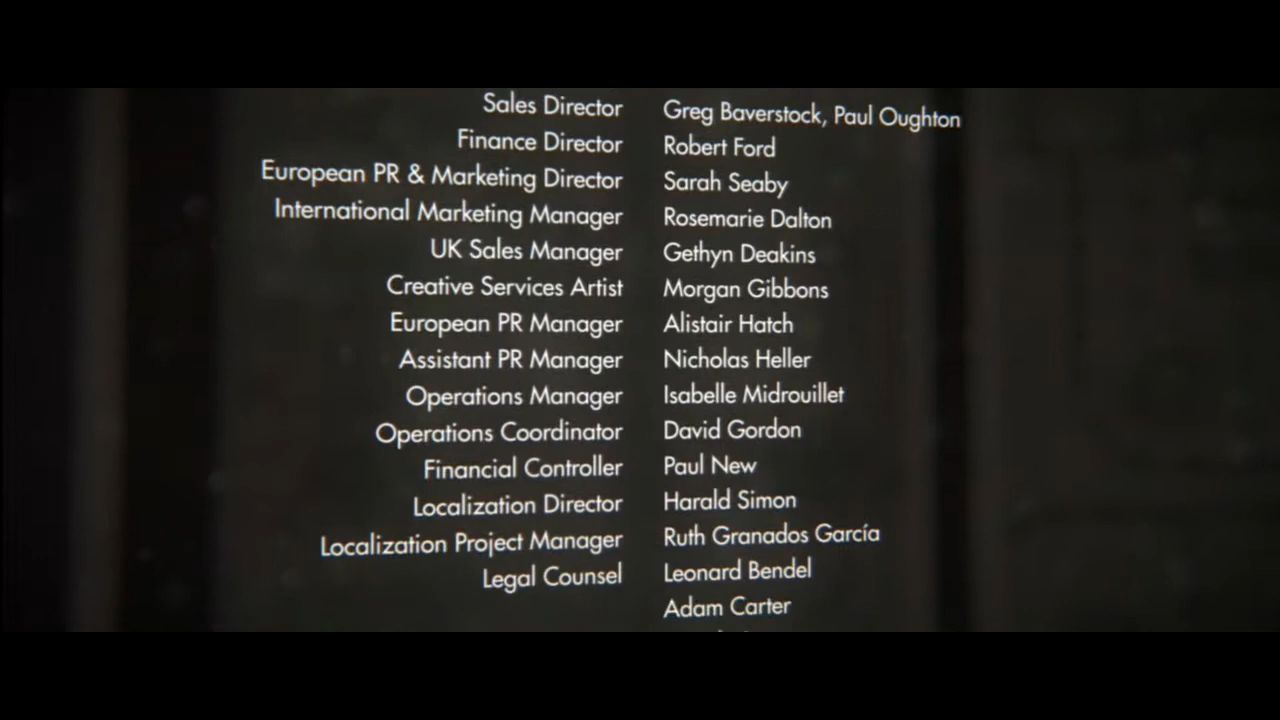 Sales Director Greg Baverstock, Paul Oughton
Finance Director Robert Ford
European PR & Marketing Director Sarah Seaby
International Marketing Manager Rosemarie Dalton
UK Sales Manager Gethyn Deakins
Creative Services Artist Morgan Gibbons
European PR Manager Alistair Hatch
Assistant PR Manager Nicholas Heller
Operations Manager Isabelle Midrouillet
Operations Coordinator David Gordon
Financial Controller Paul New
Localization Director Harald Simon
Localization Project Manager Ruth Granados García
Legal Counsel Leonard Bendel
Adam Carter